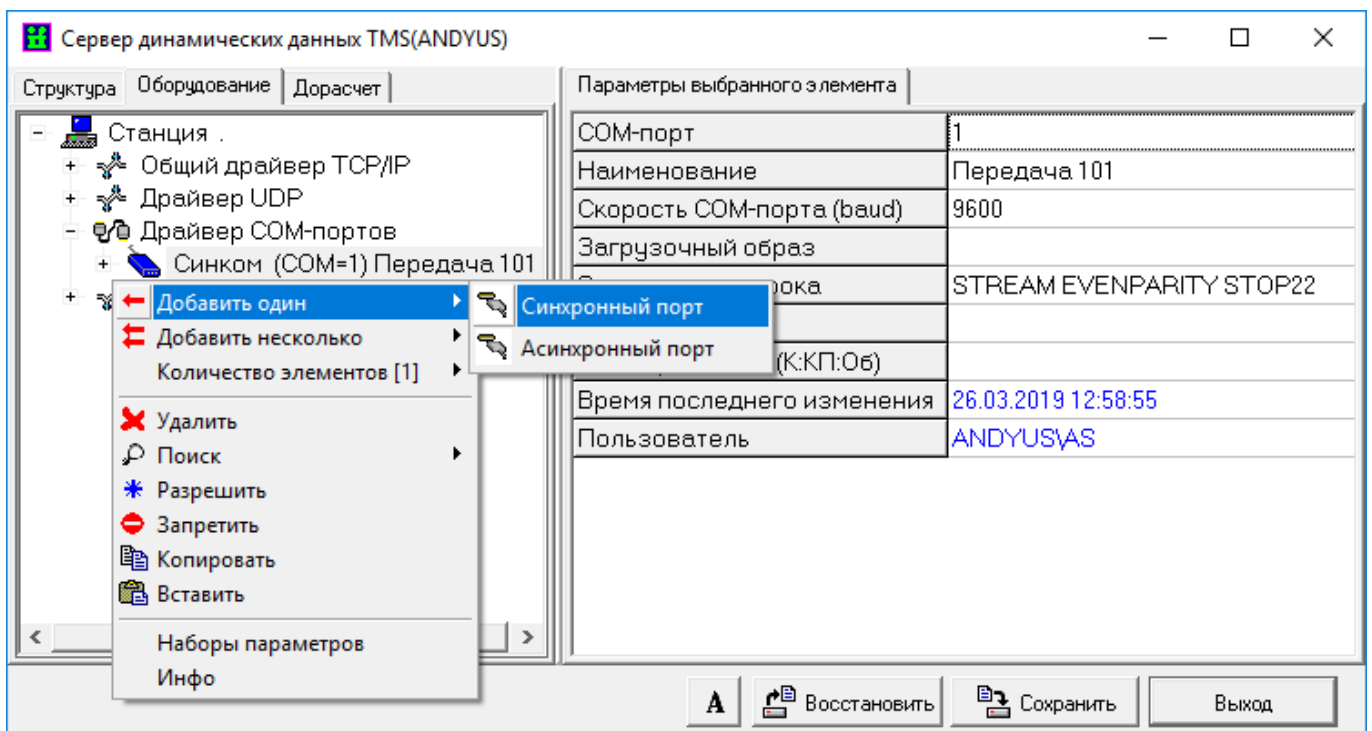 Сервер динамических данных TMS(ANDYUS)
Структура Оборудование Дорасчет
Параметры выбранного элемента
Станция .
Общий драйвер TCP/IP
Драйвер UDP
Драйвер COM-портов
Синком (COM=1) Передача 101
Добавить один
Добавить несколько
Количество элементов [1]
Удалить
Поиск
Разрешить
Запретить
Копировать
Вставить
Наборы параметров
Инфо
Синхронный порт
Асинхронный порт
COM-порт 1
Наименование Передача 101
Скорость COM-порта (baud) 9600
Загрузочный образ
STREAM EVENPARITY STOP22
(К:КП:Об)
Время последнего изменения 26.03.2019 12:58:55
Пользователь ANDYUS\AS
A Восстановить Сохранить Выход